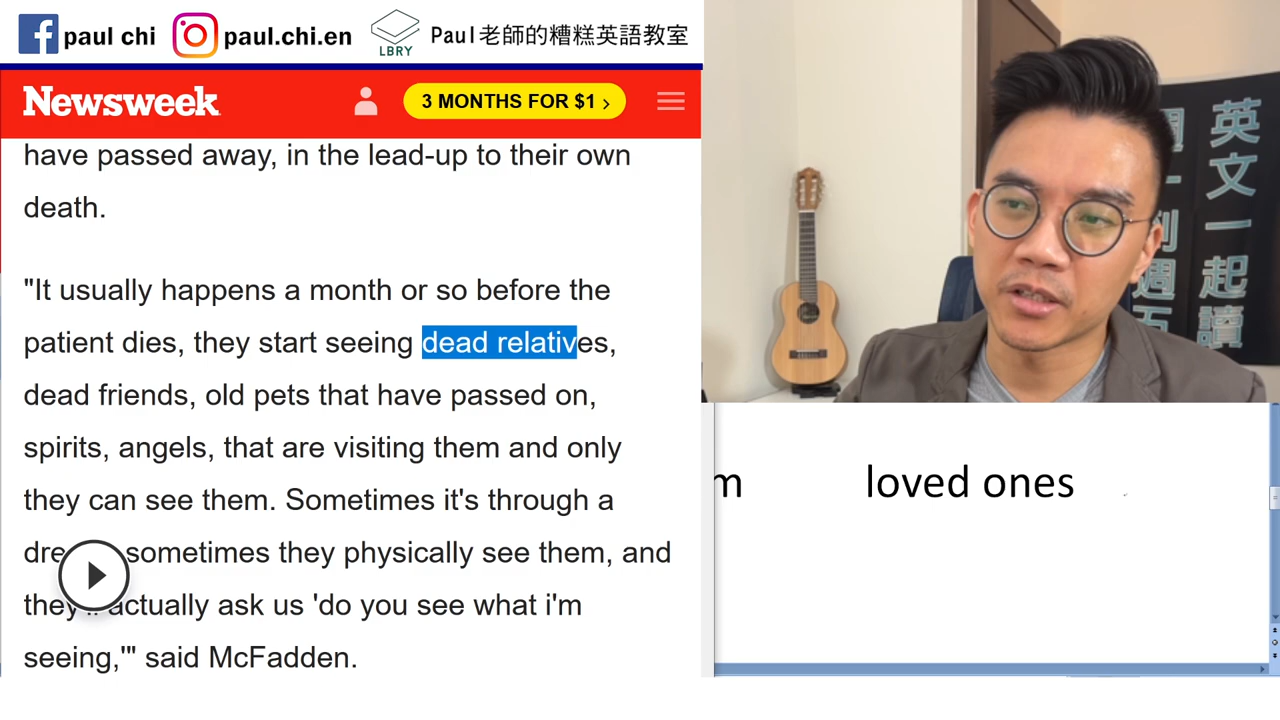 paul chi
paul.chi.en
LBRY
Paul老師的糟糕英語教室
Newsweek
3 MONTHS FOR $1 >
have passed away, in the lead-up to their own
death.
"It usually happens a month or so before the
patient dies, they start seeing dead relatives,
dead friends, old pets that have passed on,
spirits, angels, that are visiting them and only
they can see them. Sometimes it's through a
sometimes they physically see them, and
actually ask us 'do you see what i'm
seeing,'" said McFadden.
英文一起讀
週一到週五
m loved ones